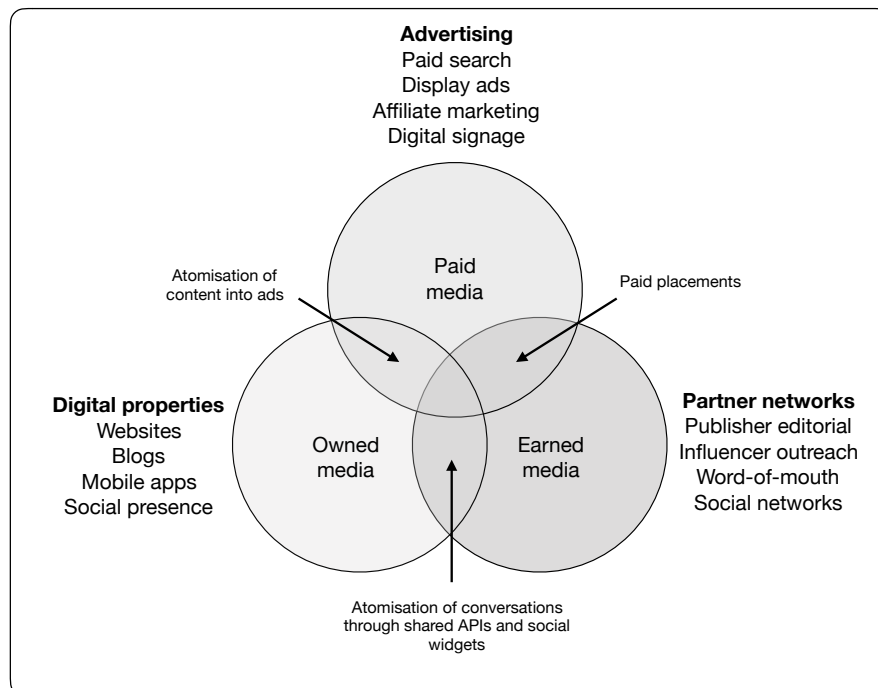 Advertising
Paid search
Display ads
Affiliate marketing
Digital signage
Paid
media
Atomisation of
content into ads
Paid placements
Digital properties
Websites
Blogs
Mobile apps
Social presence
Owned
media
Earned
media
Partner networks
Publisher editorial
Influencer outreach
Word-of-mouth
Social networks
Atomisation of conversations
through shared APIs and social
widgets